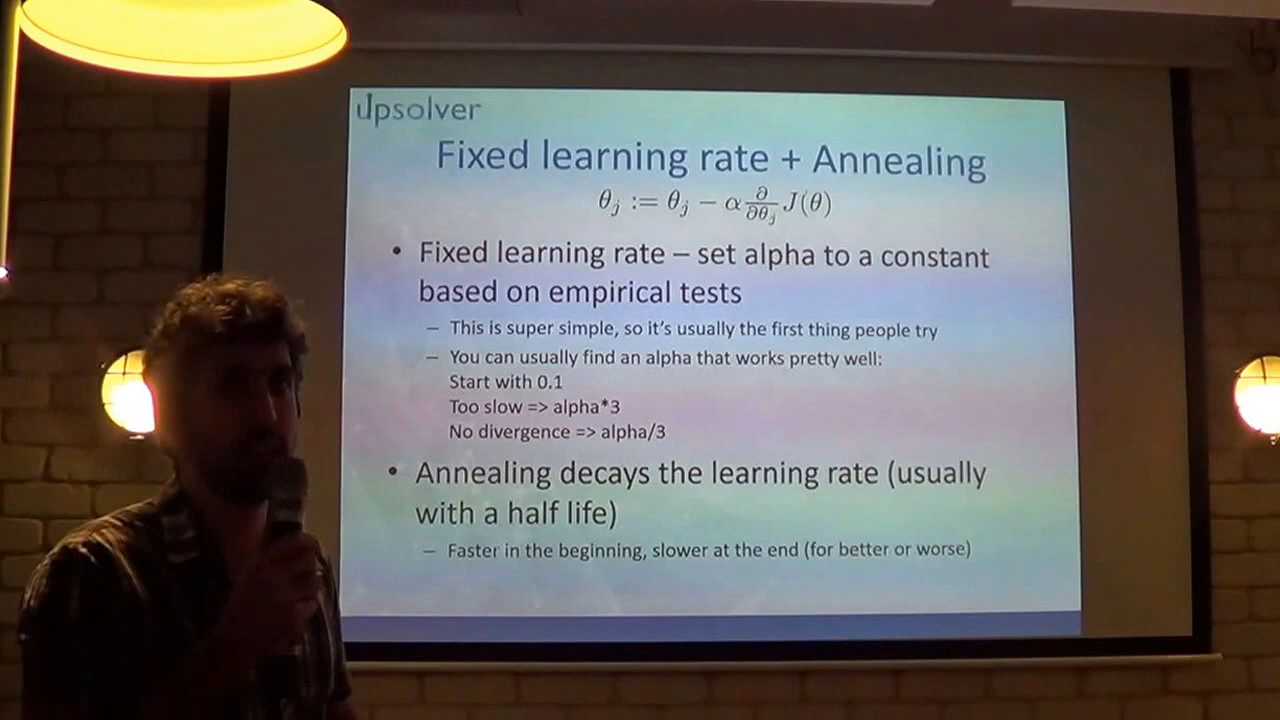 Upsolver
Fixed learning rate + Annealing
θ_j := θ_j − α ∂/∂θ_j J(θ)
• Fixed learning rate – set alpha to a constant
based on empirical tests
– This is super simple, so it's usually the first thing people try
– You can usually find an alpha that works pretty well:
Start with 0.1
Too slow => alpha*3
No divergence => alpha/3
• Annealing decays the learning rate (usually
with a half life)
– Faster in the beginning, slower at the end (for better or worse)